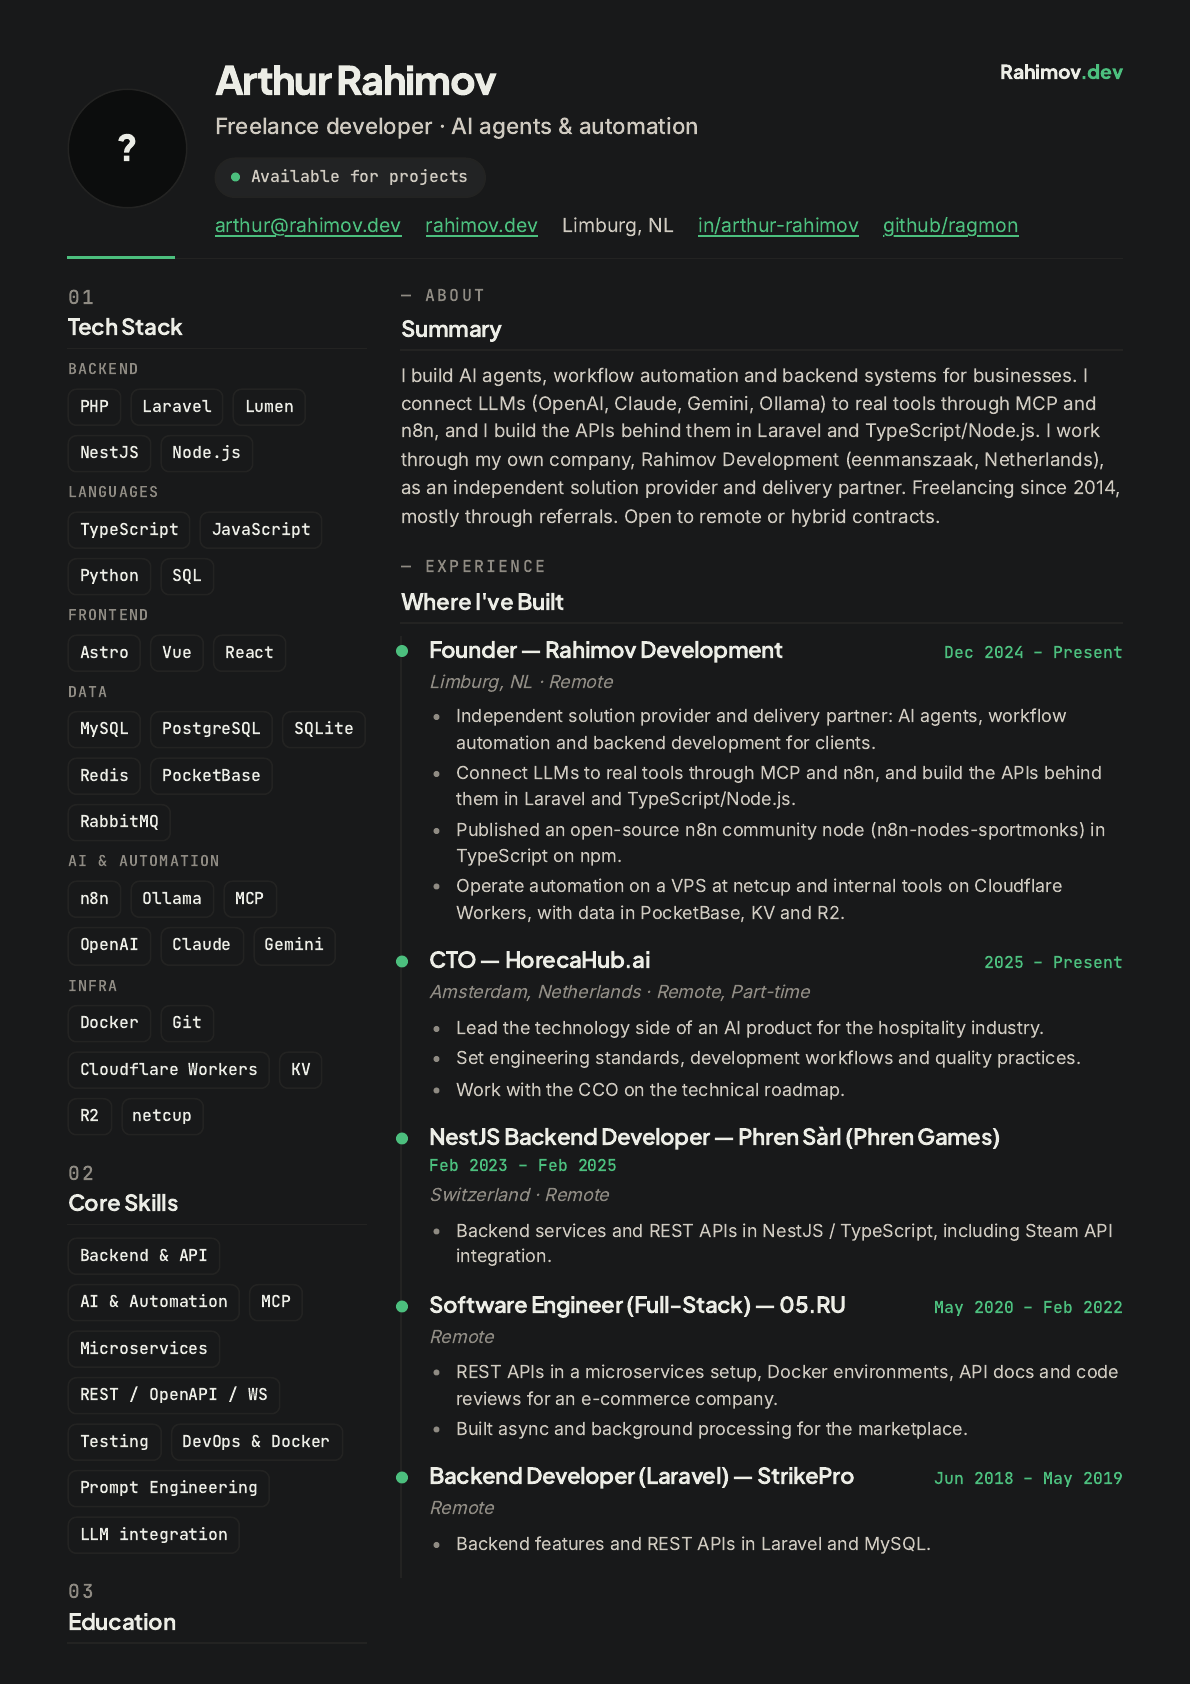 Arthur Rahimov
Rahimov.dev
Freelance developer · AI agents & automation
?
Available for projects
arthur@rahimov.dev rahimov.dev Limburg, NL in/arthur-rahimov github/ragmon
01
Tech Stack
BACKEND
PHP Laravel Lumen
NestJS Node.js
LANGUAGES
TypeScript JavaScript
Python SQL
FRONTEND
Astro Vue React
DATA
MySQL PostgreSQL SQLite
Redis PocketBase
RabbitMQ
AI & AUTOMATION
n8n Ollama MCP
OpenAI Claude Gemini
INFRA
Docker Git
Cloudflare Workers KV
R2 netcup
02
Core Skills
Backend & API
AI & Automation MCP
Microservices
REST / OpenAPI / WS
Testing DevOps & Docker
Prompt Engineering
LLM integration
03
Education
— ABOUT
Summary
I build AI agents, workflow automation and backend systems for businesses. I
connect LLMs (OpenAI, Claude, Gemini, Ollama) to real tools through MCP and
n8n, and I build the APIs behind them in Laravel and TypeScript/Node.js. I work
through my own company, Rahimov Development (eenmanszaak, Netherlands),
as an independent solution provider and delivery partner. Freelancing since 2014,
mostly through referrals. Open to remote or hybrid contracts.
— EXPERIENCE
Where I've Built
Founder — Rahimov Development Dec 2024 – Present
Limburg, NL · Remote
• Independent solution provider and delivery partner: AI agents, workflow
automation and backend development for clients.
• Connect LLMs to real tools through MCP and n8n, and build the APIs behind
them in Laravel and TypeScript/Node.js.
• Published an open-source n8n community node (n8n-nodes-sportmonks) in
TypeScript on npm.
• Operate automation on a VPS at netcup and internal tools on Cloudflare
Workers, with data in PocketBase, KV and R2.
CTO — HorecaHub.ai 2025 – Present
Amsterdam, Netherlands · Remote, Part-time
• Lead the technology side of an AI product for the hospitality industry.
• Set engineering standards, development workflows and quality practices.
• Work with the CCO on the technical roadmap.
NestJS Backend Developer — Phren Sàrl (Phren Games)
Feb 2023 – Feb 2025
Switzerland · Remote
• Backend services and REST APIs in NestJS / TypeScript, including Steam API
integration.
Software Engineer (Full-Stack) — 05.RU May 2020 – Feb 2022
Remote
• REST APIs in a microservices setup, Docker environments, API docs and code
reviews for an e-commerce company.
• Built async and background processing for the marketplace.
Backend Developer (Laravel) — StrikePro Jun 2018 – May 2019
Remote
• Backend features and REST APIs in Laravel and MySQL.